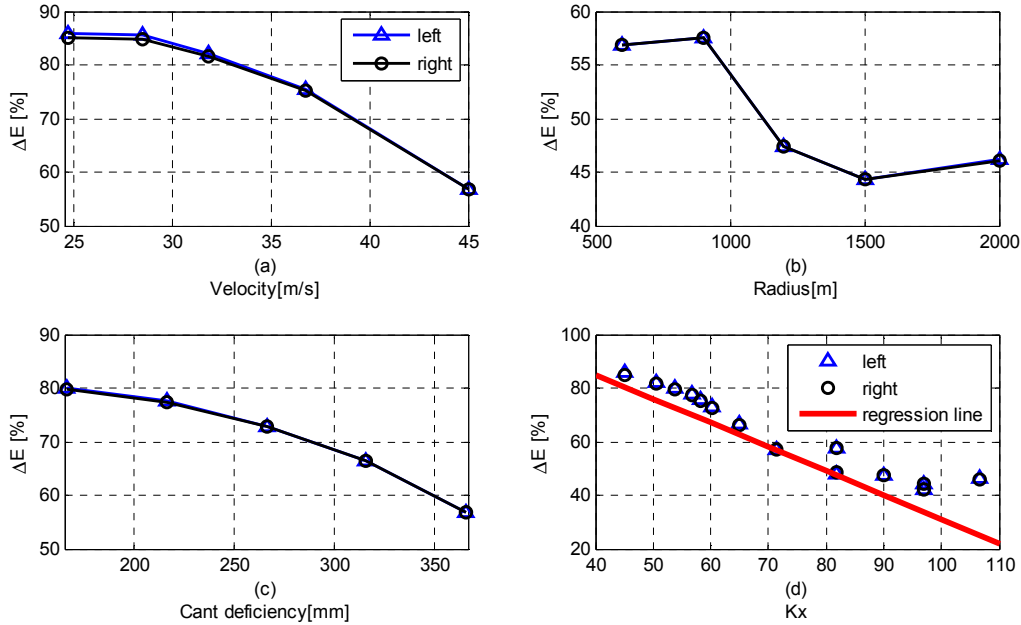 90
80
70
60
50
ΔE [%]
left
right
25 30 35 40 45
(a)
Velocity[m/s]
60
55
50
45
40
ΔE [%]
500 1000 1500 2000
(b)
Radius[m]
90
80
70
60
50
ΔE [%]
200 250 300 350
(c)
Cant deficiency[mm]
100
80
60
40
20
ΔE [%]
left
right
regression line
40 50 60 70 80 90 100 110
(d)
Kx